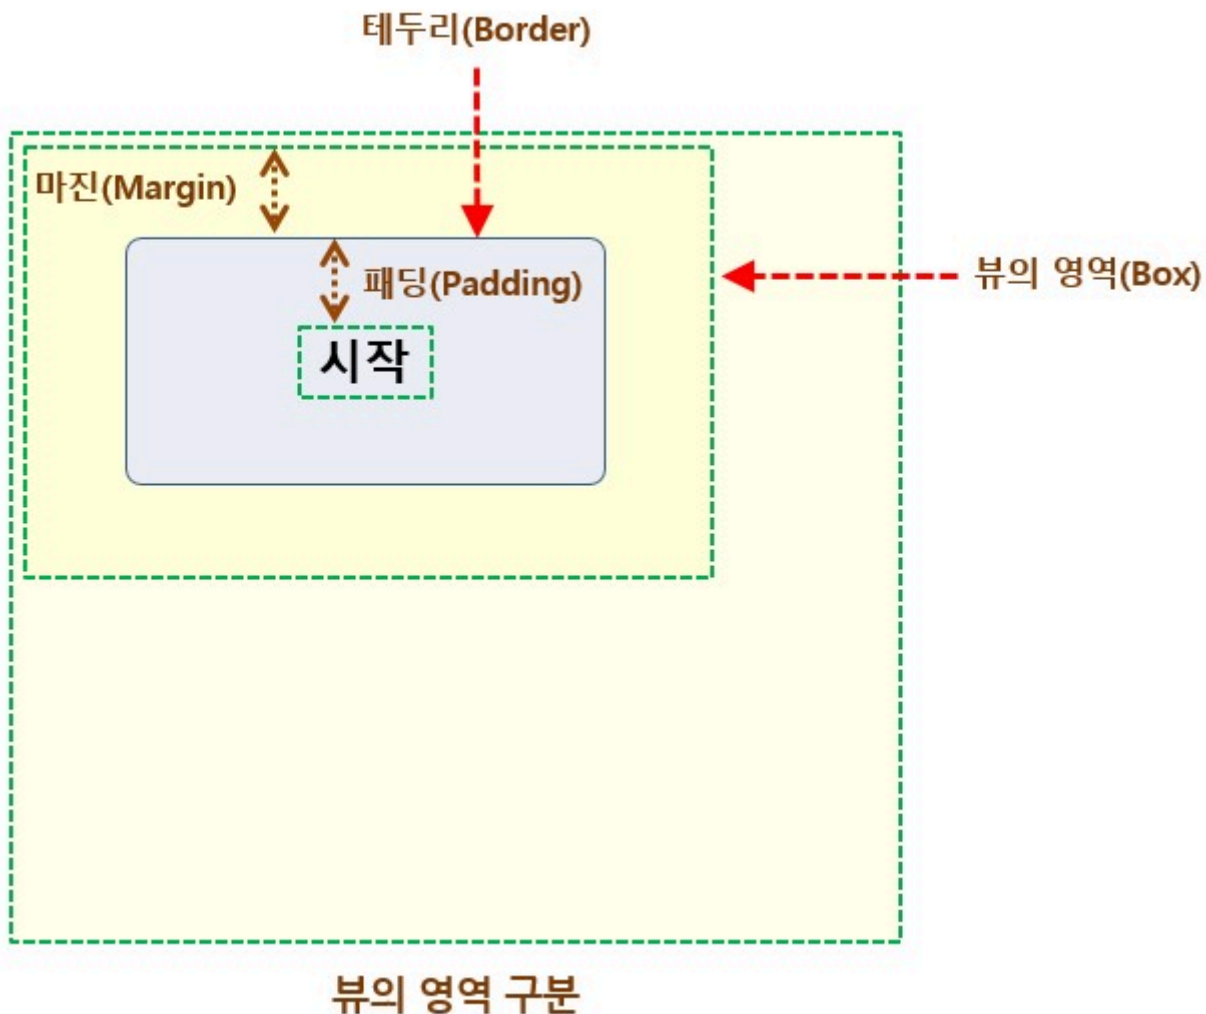 테두리(Border)
마진(Margin)
패딩(Padding)
뷰의 영역(Box)
시작
뷰의 영역 구분